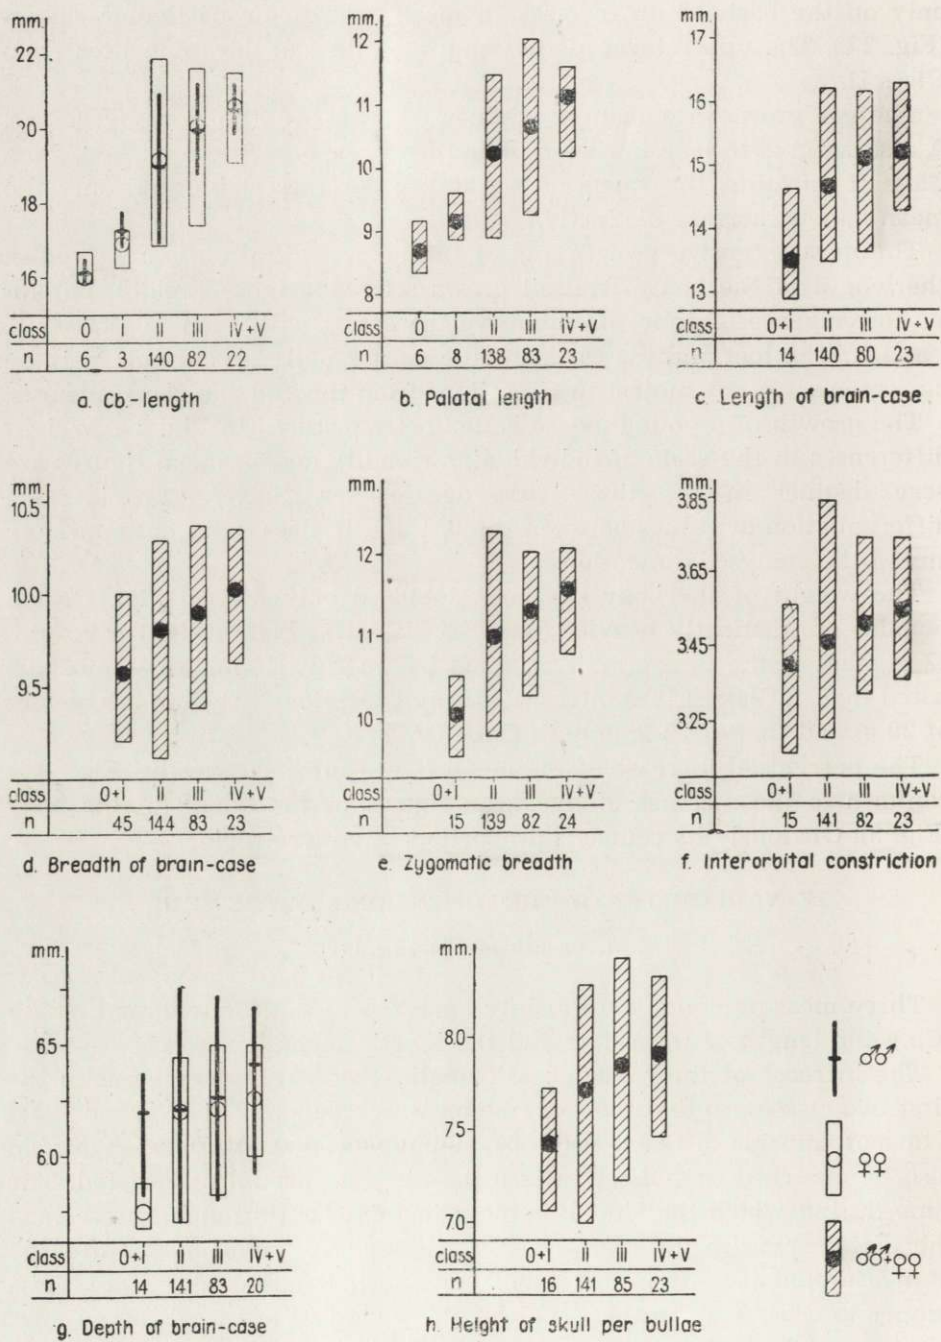 mm.
22
20
18
16
class 0 I II III IV+V
n 6 3 140 82 22
a. Cb.-length
mm.
12
11
10
9
8
class 0 I II III IV+V
n 6 8 138 83 23
b. Palatal length
mm.
17
16
15
14
13
class 0+I II III IV+V
n 14 140 80 23
c. Length of brain-case
mm.
10.5
10.0
9.5
class 0+I II III IV+V
n 45 144 83 23
d. Breadth of brain-case
mm.
12
11
10
class 0+I II III IV+V
n 15 139 82 24
e. Zygomatic breadth
mm.
3.85
3.65
3.45
3.25
class 0+I II III IV+V
n 15 141 82 23
f. Interorbital constriction
mm.
65
60
class 0+I II III IV+V
n 14 141 83 20
g. Depth of brain-case
mm.
8.0
7.5
7.0
class 0+I II III IV+V
n 16 141 85 23
h. Height of skull per bullae
♂♂
♀♀
♂♂+♀♀